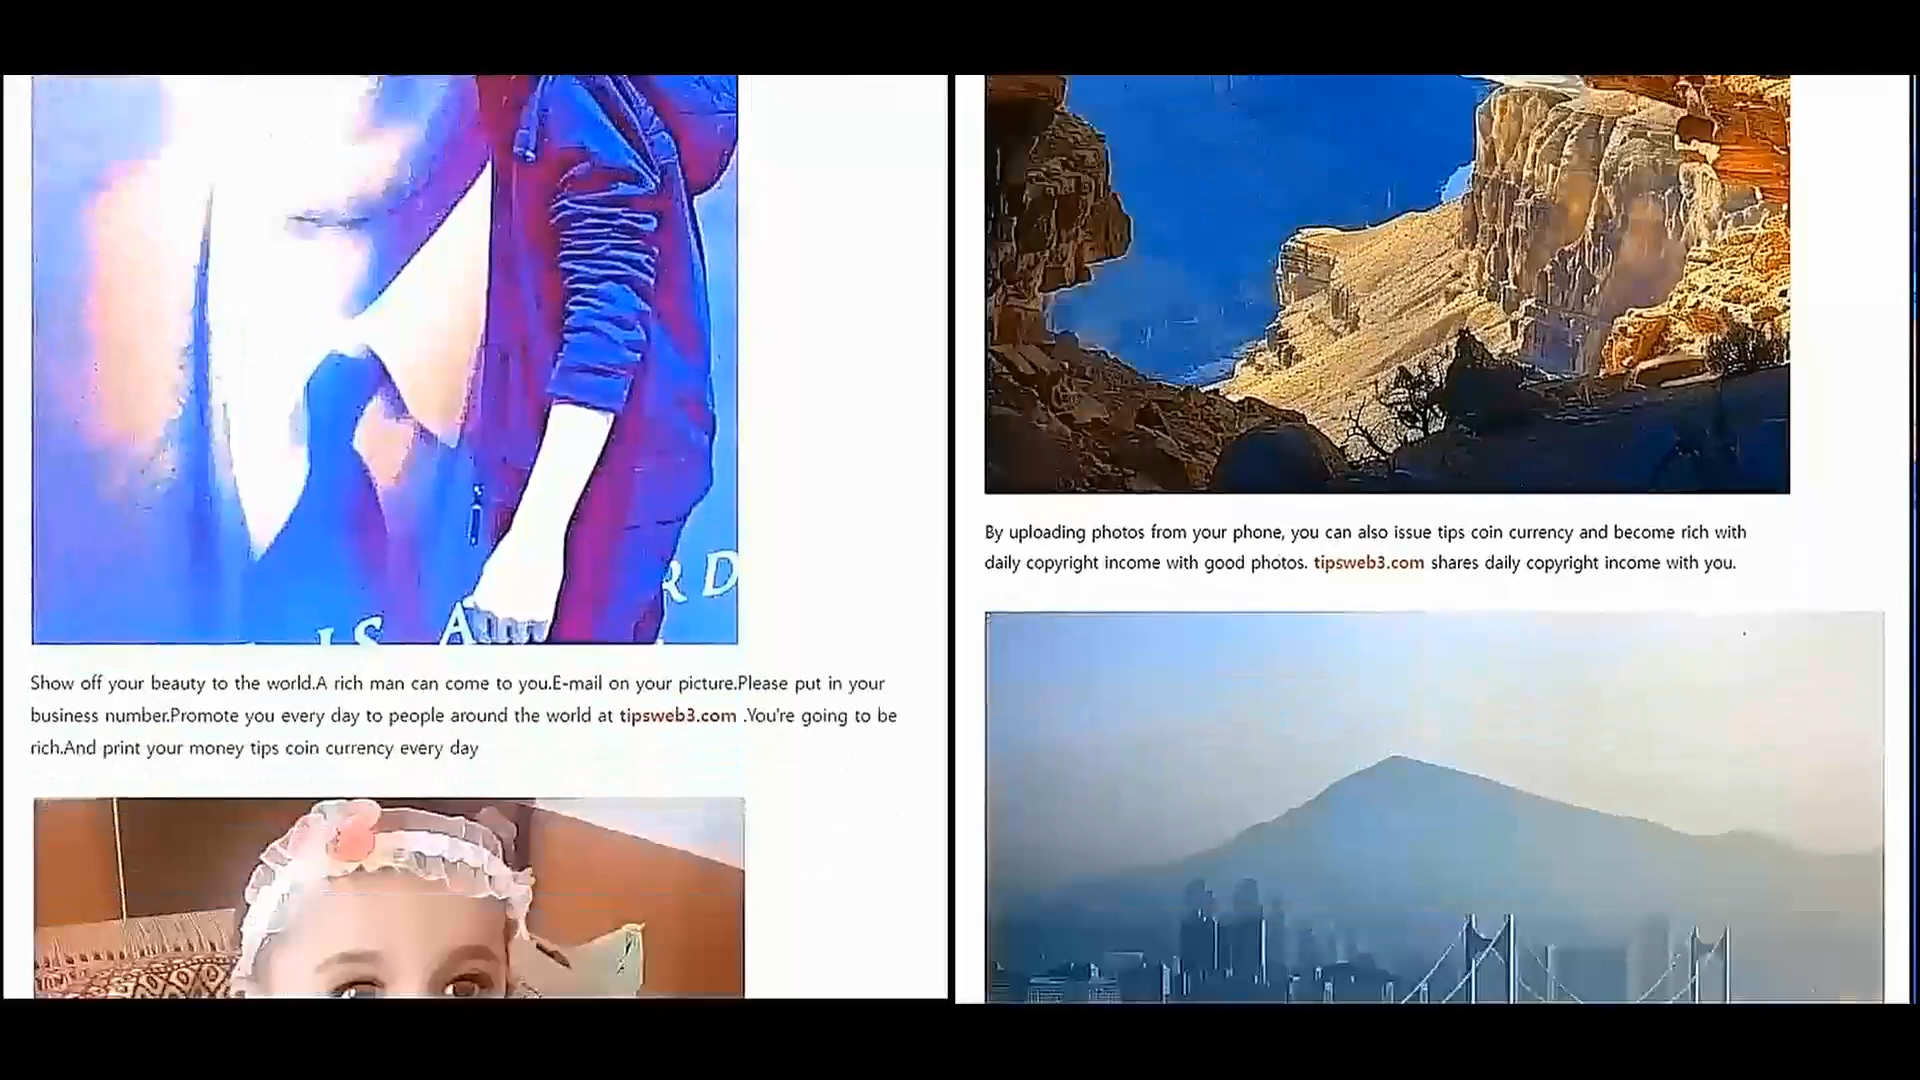 RD
IS A
Show off your beauty to the world.A rich man can come to you.E-mail on your picture.Please put in your
business number.Promote you every day to people around the world at tipsweb3.com .You're going to be
rich.And print your money tips coin currency every day
By uploading photos from your phone, you can also issue tips coin currency and become rich with
daily copyright income with good photos. tipsweb3.com shares daily copyright income with you.